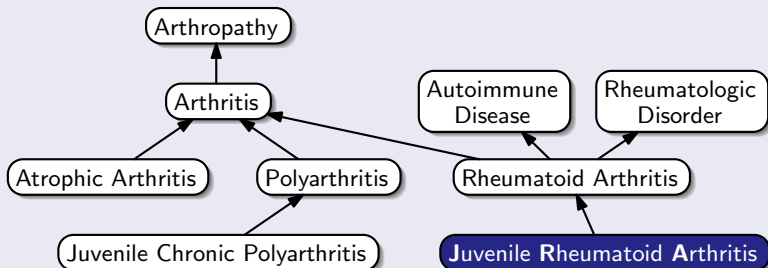 Arthropathy
Arthritis
Autoimmune
Disease
Rheumatologic
Disorder
Atrophic Arthritis
Polyarthritis
Rheumatoid Arthritis
Juvenile Chronic Polyarthritis
Juvenile Rheumatoid Arthritis